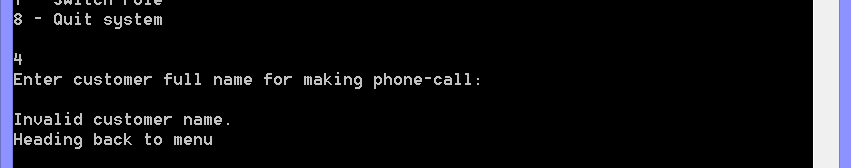 8 - Quit system
4
Enter customer full name for making phone-call:
Invalid customer name.
Heading back to menu